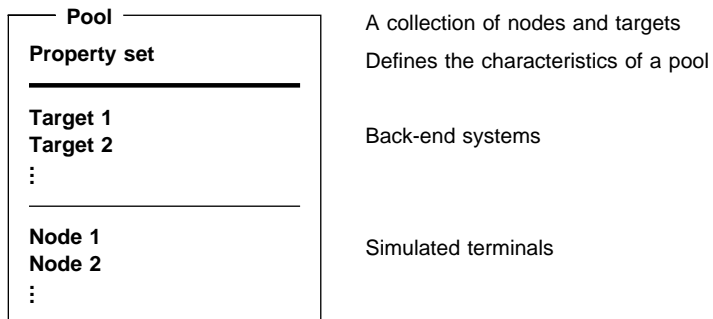 Pool
A collection of nodes and targets
Property set
Defines the characteristics of a pool
Target 1
Target 2
Back-end systems
⋮
Node 1
Node 2
Simulated terminals
⋮